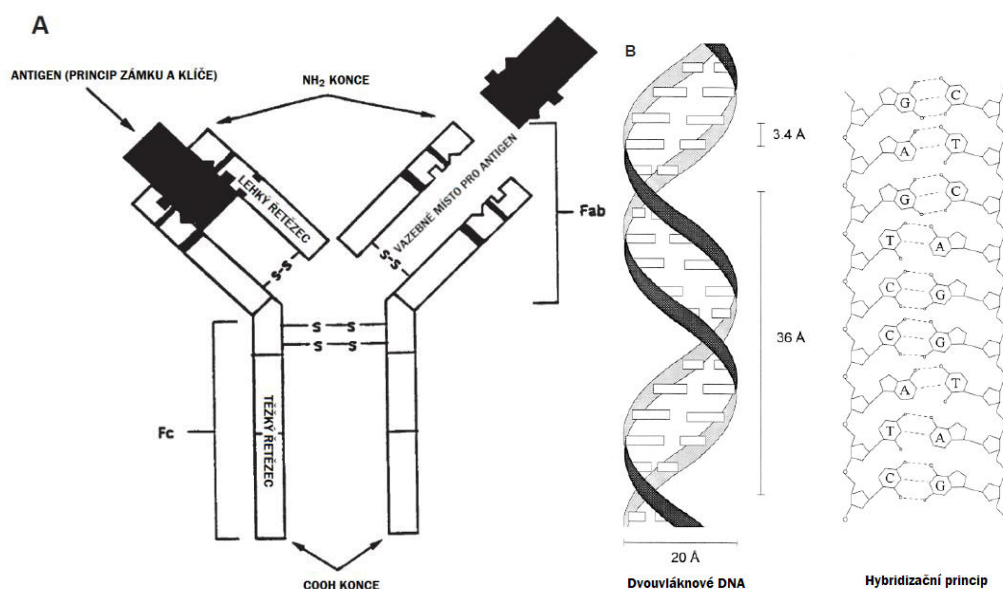 A
ANTIGEN (PRINCIP ZÁMKU A KLÍČE)
NH₂ KONCE
LEHKÝ ŘETĚZEC
VAZEBNÉ MÍSTO PRO ANTIGEN
Fab
S-S
S-S
S S
S S
Fc
TĚŽKÝ ŘETĚZEC
COOH KONCE
B
3.4 Å
36 Å
20 Å
Dvouvláknové DNA
G C
A T
G C
T A
C G
C G
A T
T A
C G
Hybridizační princip